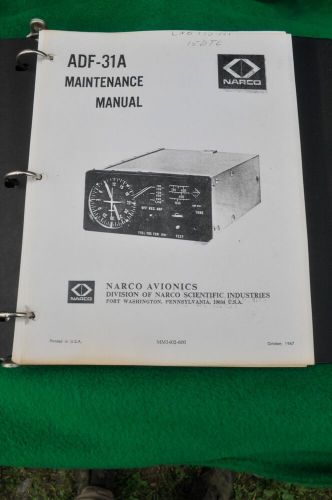 ADF-31A
MAINTENANCE
MANUAL
NARCO
NARCO
NARCO AVIONICS
DIVISION OF NARCO SCIENTIFIC INDUSTRIES
FORT WASHINGTON, PENNSYLVANIA, 19034 U.S.A.
Printed in U.S.A.
October, 1967